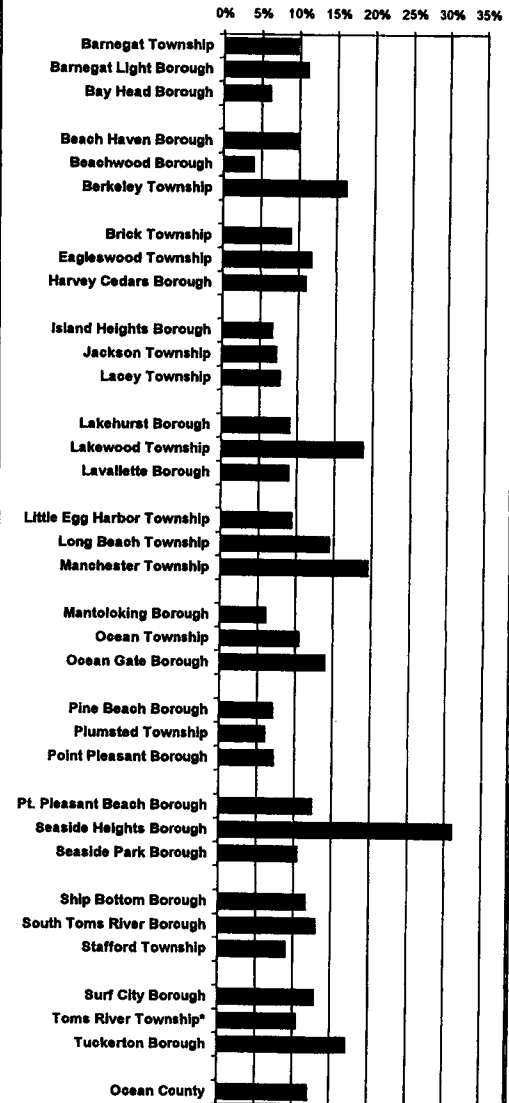 0% 5% 10% 15% 20% 25% 30% 35%
Barnegat Township
Barnegat Light Borough
Bay Head Borough
Beach Haven Borough
Beachwood Borough
Berkeley Township
Brick Township
Eagleswood Township
Harvey Cedars Borough
Island Heights Borough
Jackson Township
Lacey Township
Lakehurst Borough
Lakewood Township
Lavallette Borough
Little Egg Harbor Township
Long Beach Township
Manchester Township
Mantoloking Borough
Ocean Township
Ocean Gate Borough
Pine Beach Borough
Plumsted Township
Point Pleasant Borough
Pt. Pleasant Beach Borough
Seaside Heights Borough
Seaside Park Borough
Ship Bottom Borough
South Toms River Borough
Stafford Township
Surf City Borough
Toms River Township*
Tuckerton Borough
Ocean County